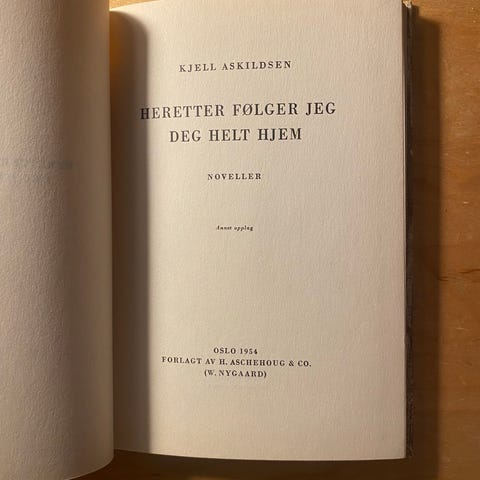 KJELL ASKILDSEN
HERETTER FØLGER JEG
DEG HELT HJEM
NOVELLER
Annet opplag
OSLO 1954
FORLAGT AV H. ASCHEHOUG & CO.
(W. NYGAARD)